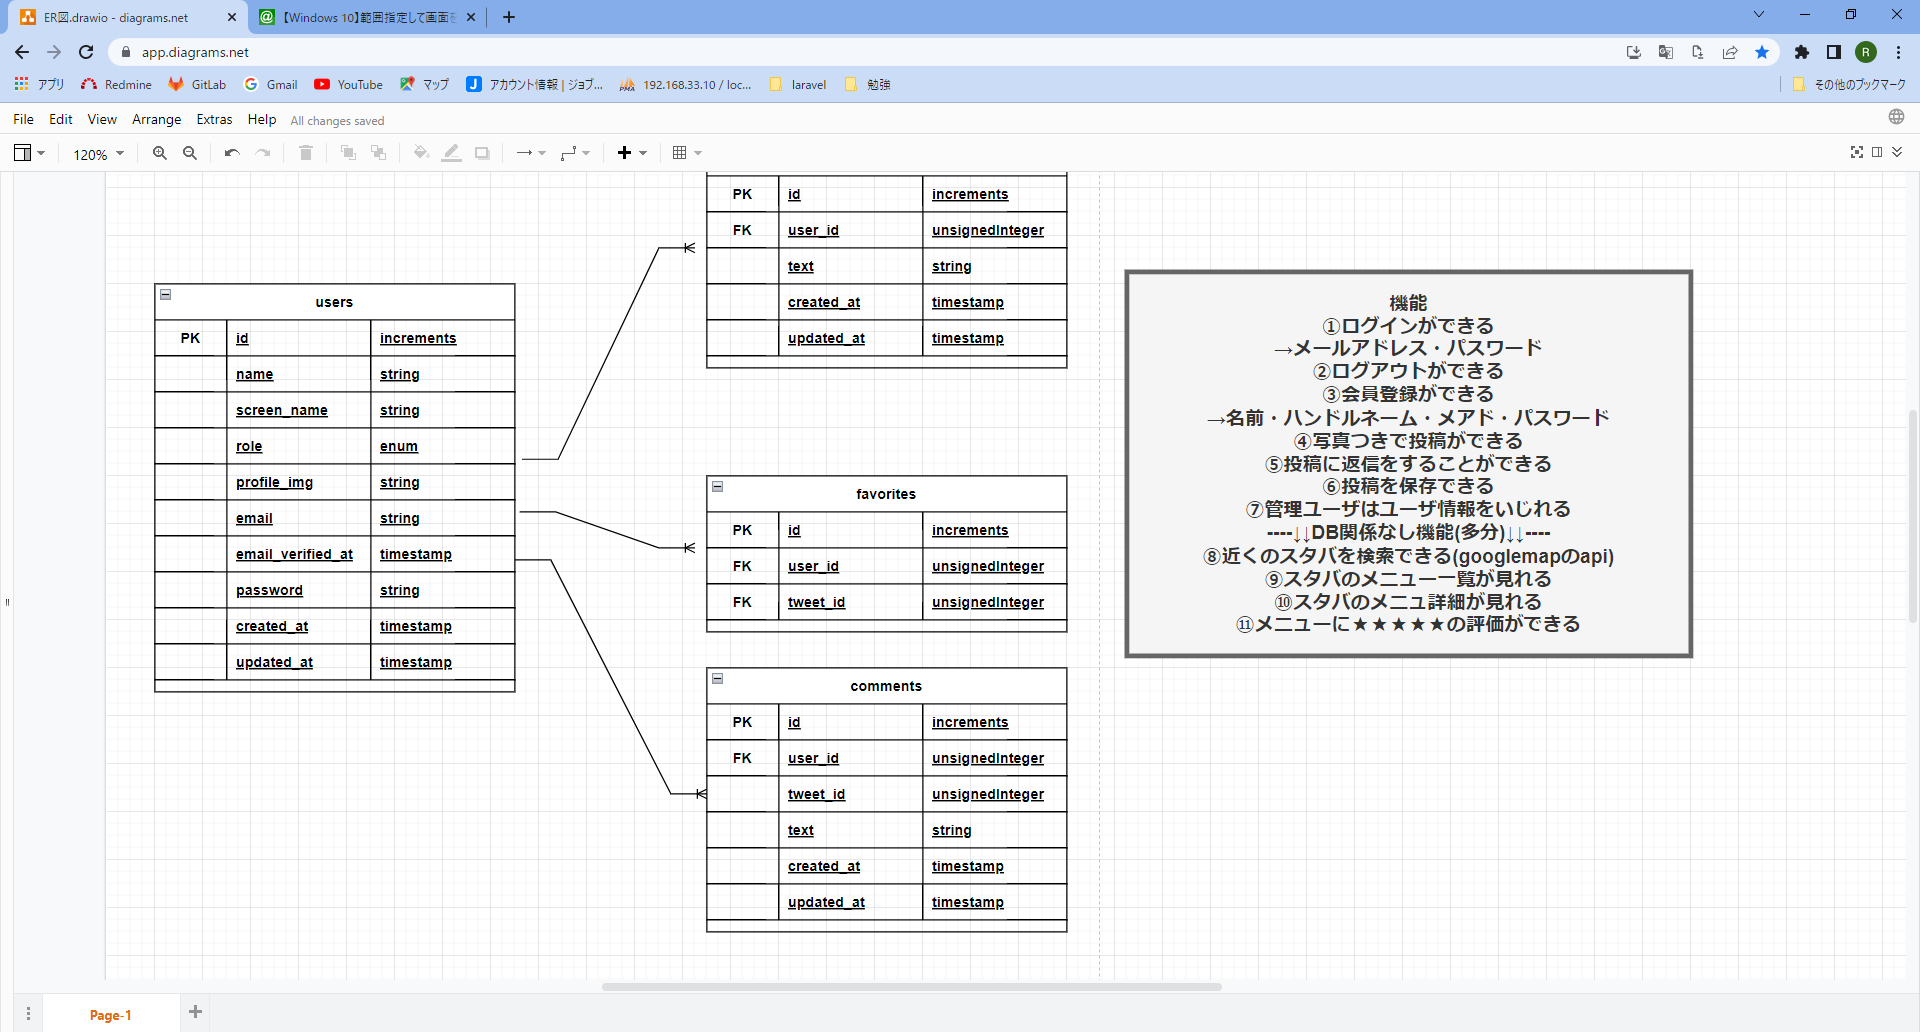 ER図.drawio - diagrams.net
【Windows 10】範囲指定して画面を
app.diagrams.net
R
アプリ
Redmine
GitLab
Gmail
YouTube
マップ
アカウント情報 | ジョブ...
192.168.33.10 / loc...
laravel
勉強
その他のブックマーク
File Edit View Arrange Extras Help All changes saved
120%
PK id increments
FK user_id unsignedInteger
text string
created_at timestamp
updated_at timestamp
users
PK id increments
name string
screen_name string
role enum
profile_img string
email string
email_verified_at timestamp
password string
created_at timestamp
updated_at timestamp
favorites
PK id increments
FK user_id unsignedInteger
FK tweet_id unsignedInteger
comments
PK id increments
FK user_id unsignedInteger
tweet_id unsignedInteger
text string
created_at timestamp
updated_at timestamp
機能
①ログインができる
→メールアドレス・パスワード
②ログアウトができる
③会員登録ができる
→名前・ハンドルネーム・メアド・パスワード
④写真つきで投稿ができる
⑤投稿に返信をすることができる
⑥投稿を保存できる
⑦管理ユーザはユーザ情報をいじれる
----↓↓DB関係なし機能(多分)↓↓----
⑧近くのスタバを検索できる(googlemapのapi)
⑨スタバのメニュー一覧が見れる
⑩スタバのメニュ詳細が見れる
⑪メニューに★★★★★の評価ができる
Page-1